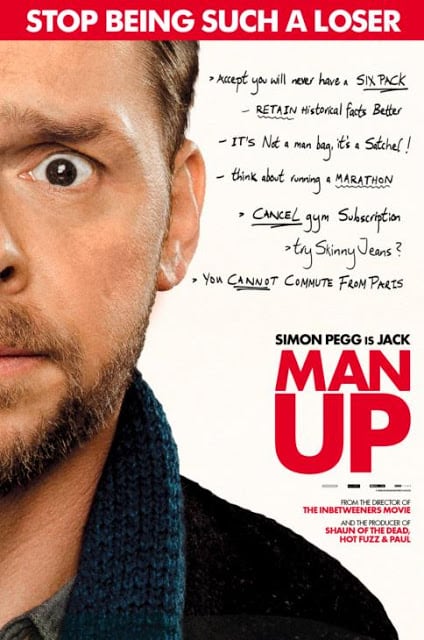 STOP BEING SUCH A LOSER
> Accept you will never have a SIX PACK
- RETAIN Historical facts Better
- IT'S Not a man bag, it's a Satchel!
- think about running a MARATHON
> CANCEL gym Subscription
> try Skinny Jeans?
> You CANNOT COMMUTE FROM PARIS
SIMON PEGG IS JACK
MAN
UP
FROM THE DIRECTOR OF
THE INBETWEENERS MOVIE
AND THE PRODUCER OF
SHAUN OF THE DEAD,
HOT FUZZ & PAUL